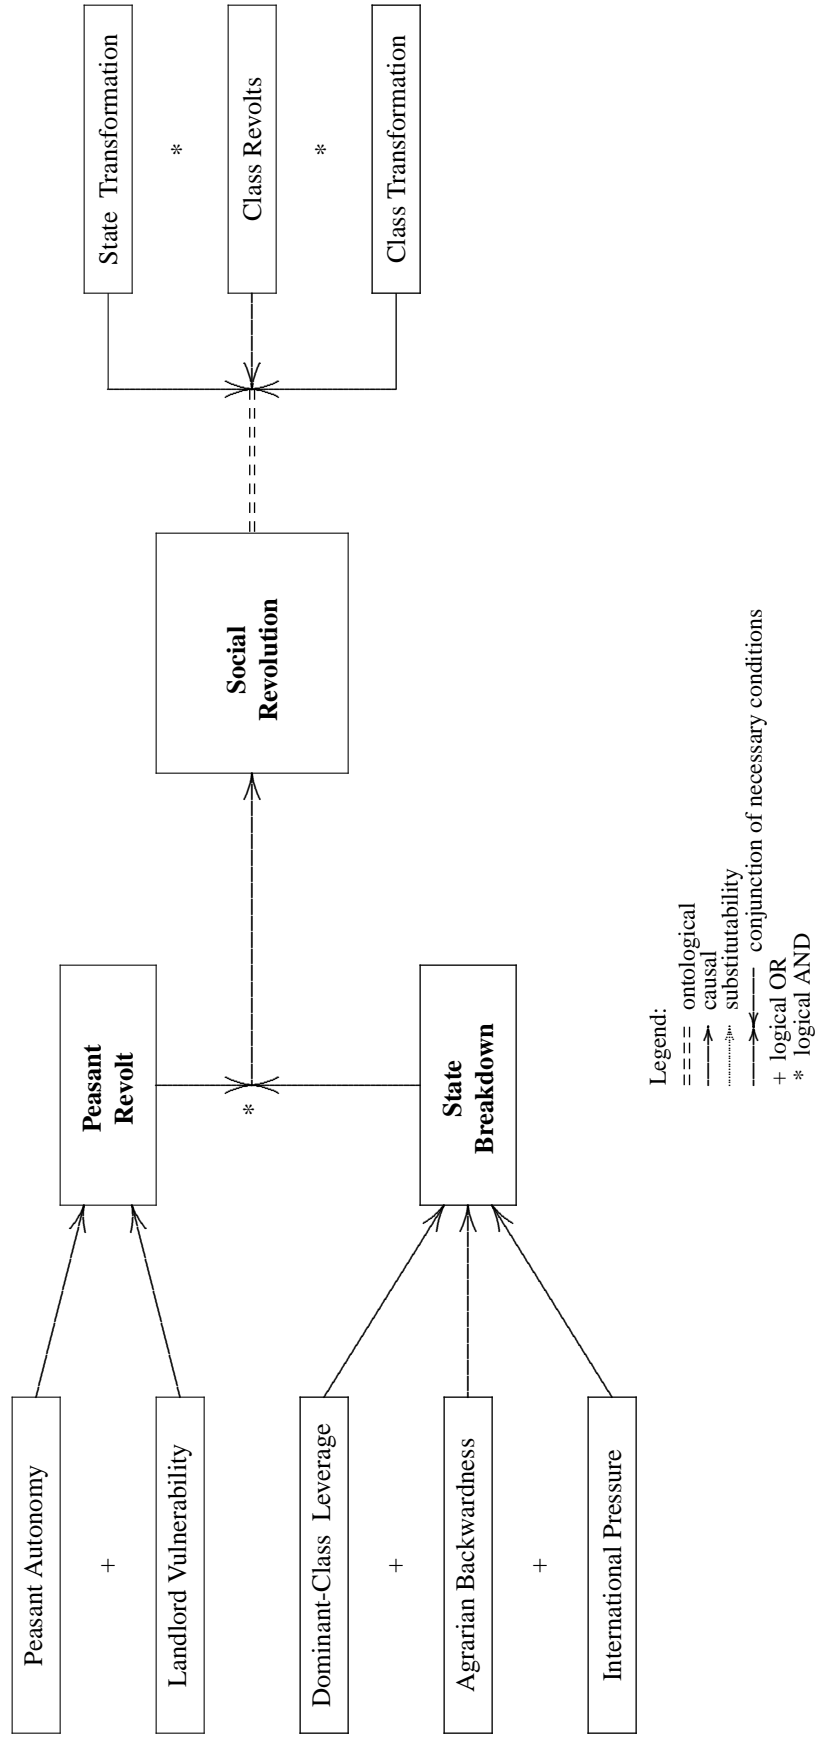 Peasant Autonomy
+
Landlord Vulnerability
Dominant-Class Leverage
+
Agrarian Backwardness
+
International Pressure
Peasant
Revolt
*
State
Breakdown
Social
Revolution
State Transformation
*
Class Revolts
*
Class Transformation
Legend:
==== ontological
causal
substitutability
conjunction of necessary conditions
+ logical OR
* logical AND